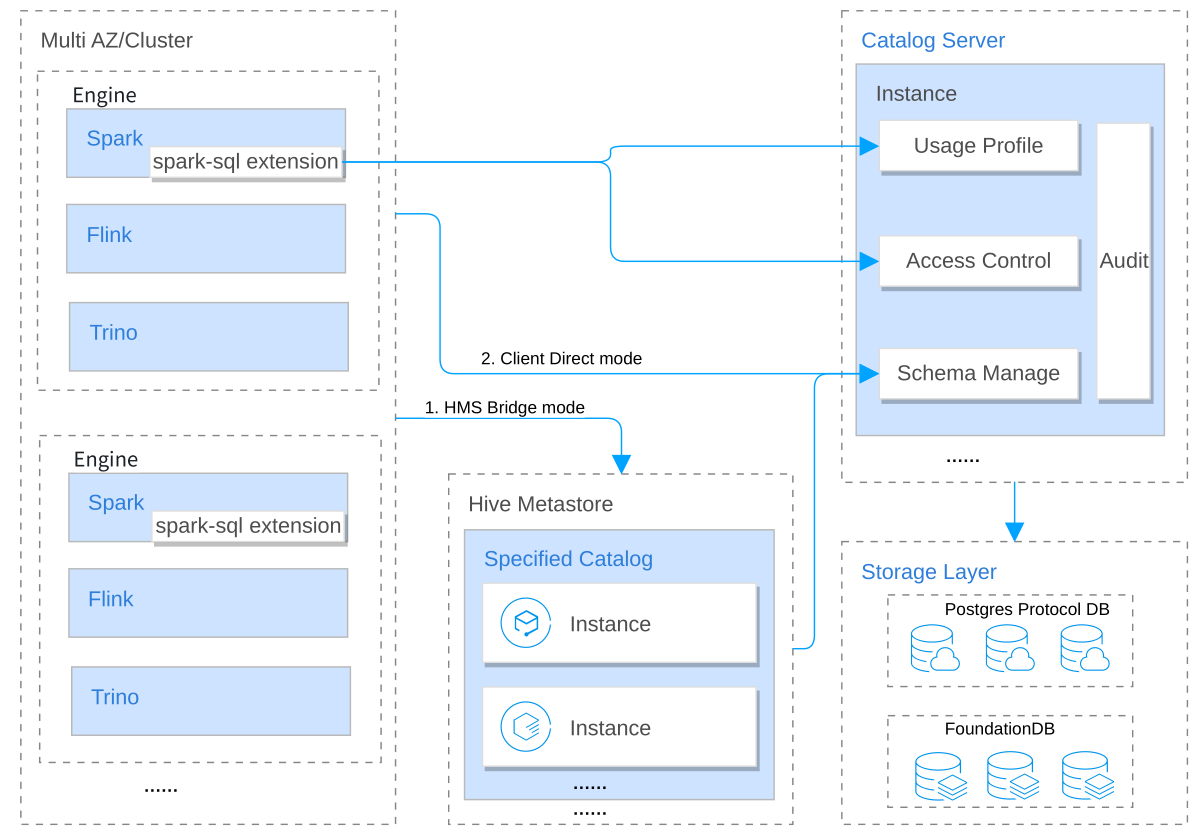 Multi AZ/Cluster
Engine
Spark
spark-sql extension
Flink
Trino
Engine
Spark
spark-sql extension
Flink
Trino
......
2. Client Direct mode
1. HMS Bridge mode
Hive Metastore
Specified Catalog
Instance
Instance
......
......
Catalog Server
Instance
Usage Profile
Access Control
Audit
Schema Manage
......
Storage Layer
Postgres Protocol DB
FoundationDB